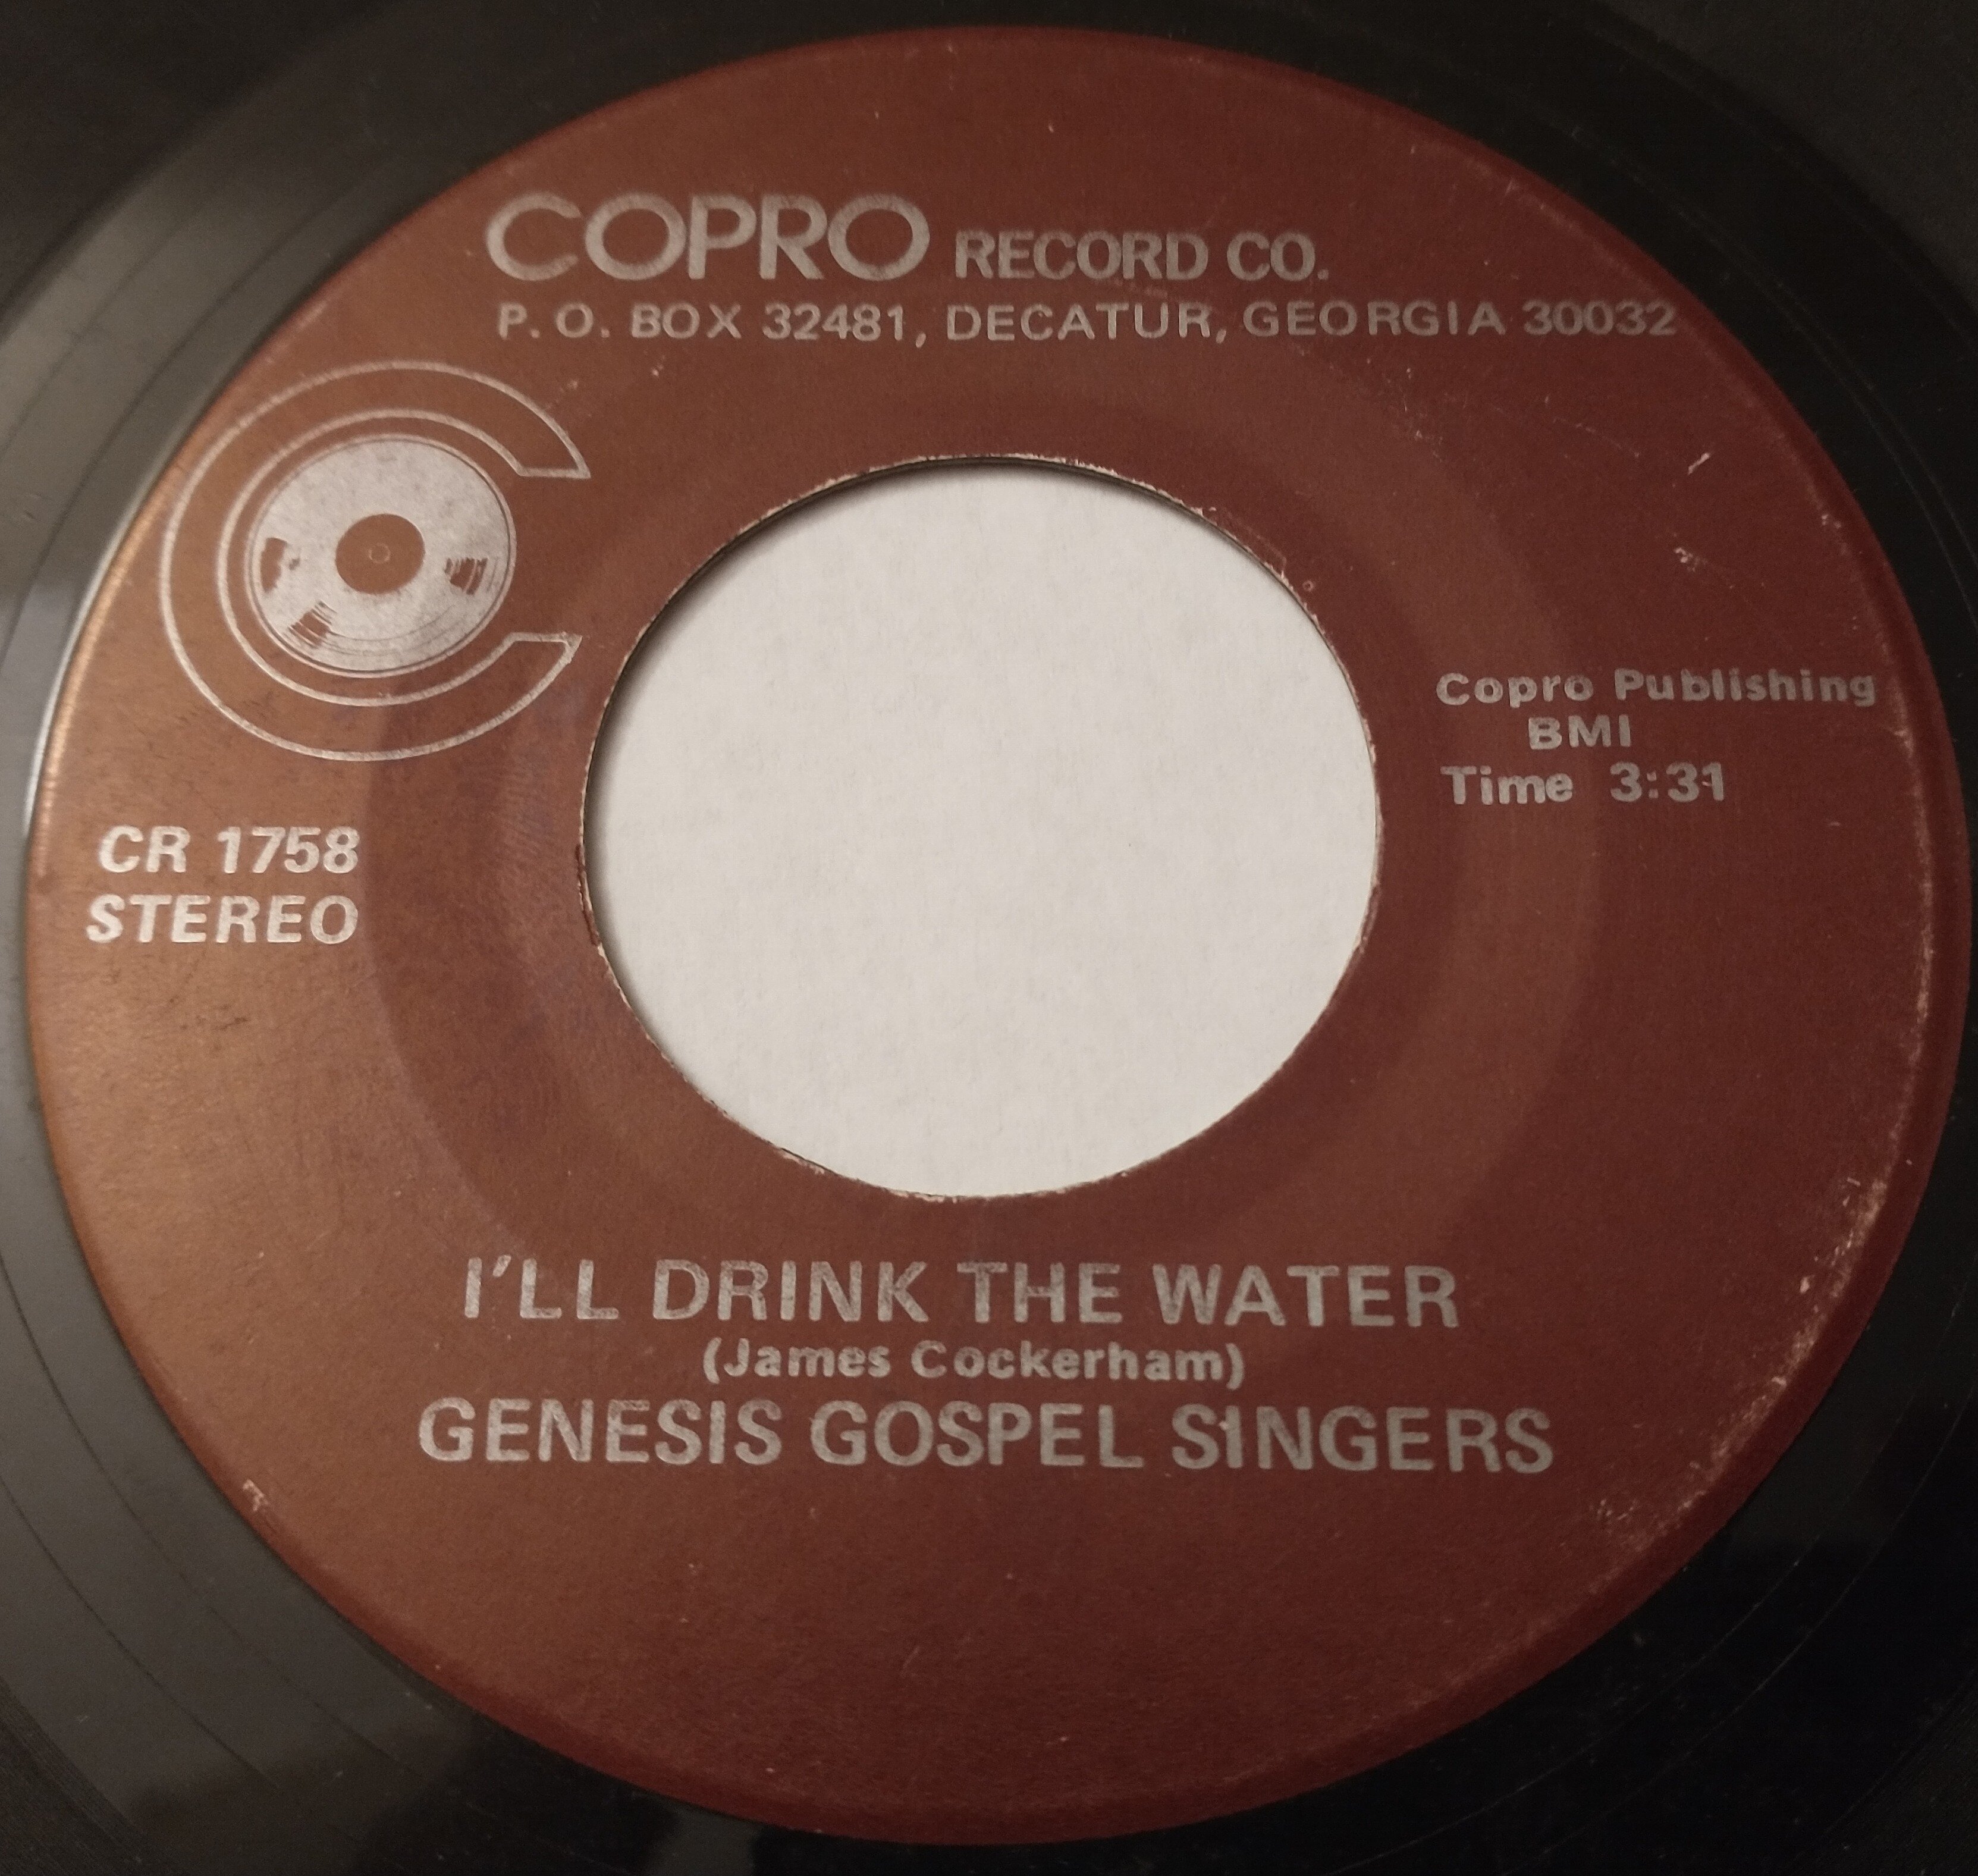 COPRO RECORD CO.
P. O. BOX 32481, DECATUR, GEORGIA 30032
Copro Publishing
BMI
Time 3:31
CR 1758
STEREO
I'LL DRINK THE WATER
(James Cockerham)
GENESIS GOSPEL SINGERS